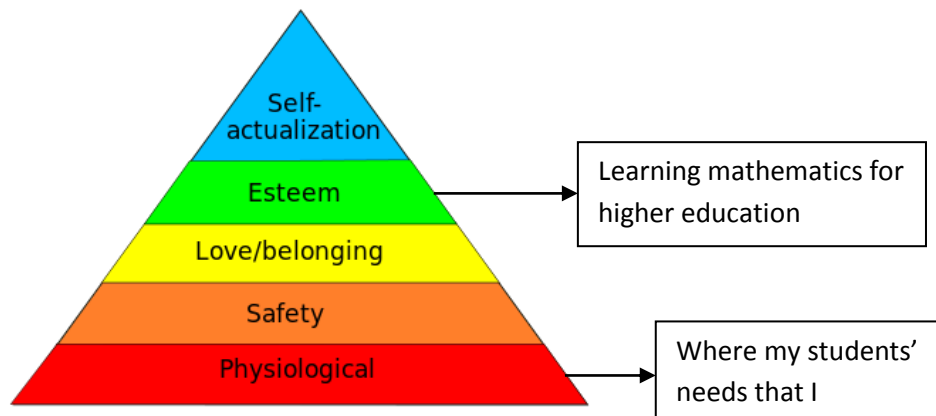 Self-
actualization
Esteem
Learning mathematics for
higher education
Love/belonging
Safety
Physiological
Where my students’
needs that I